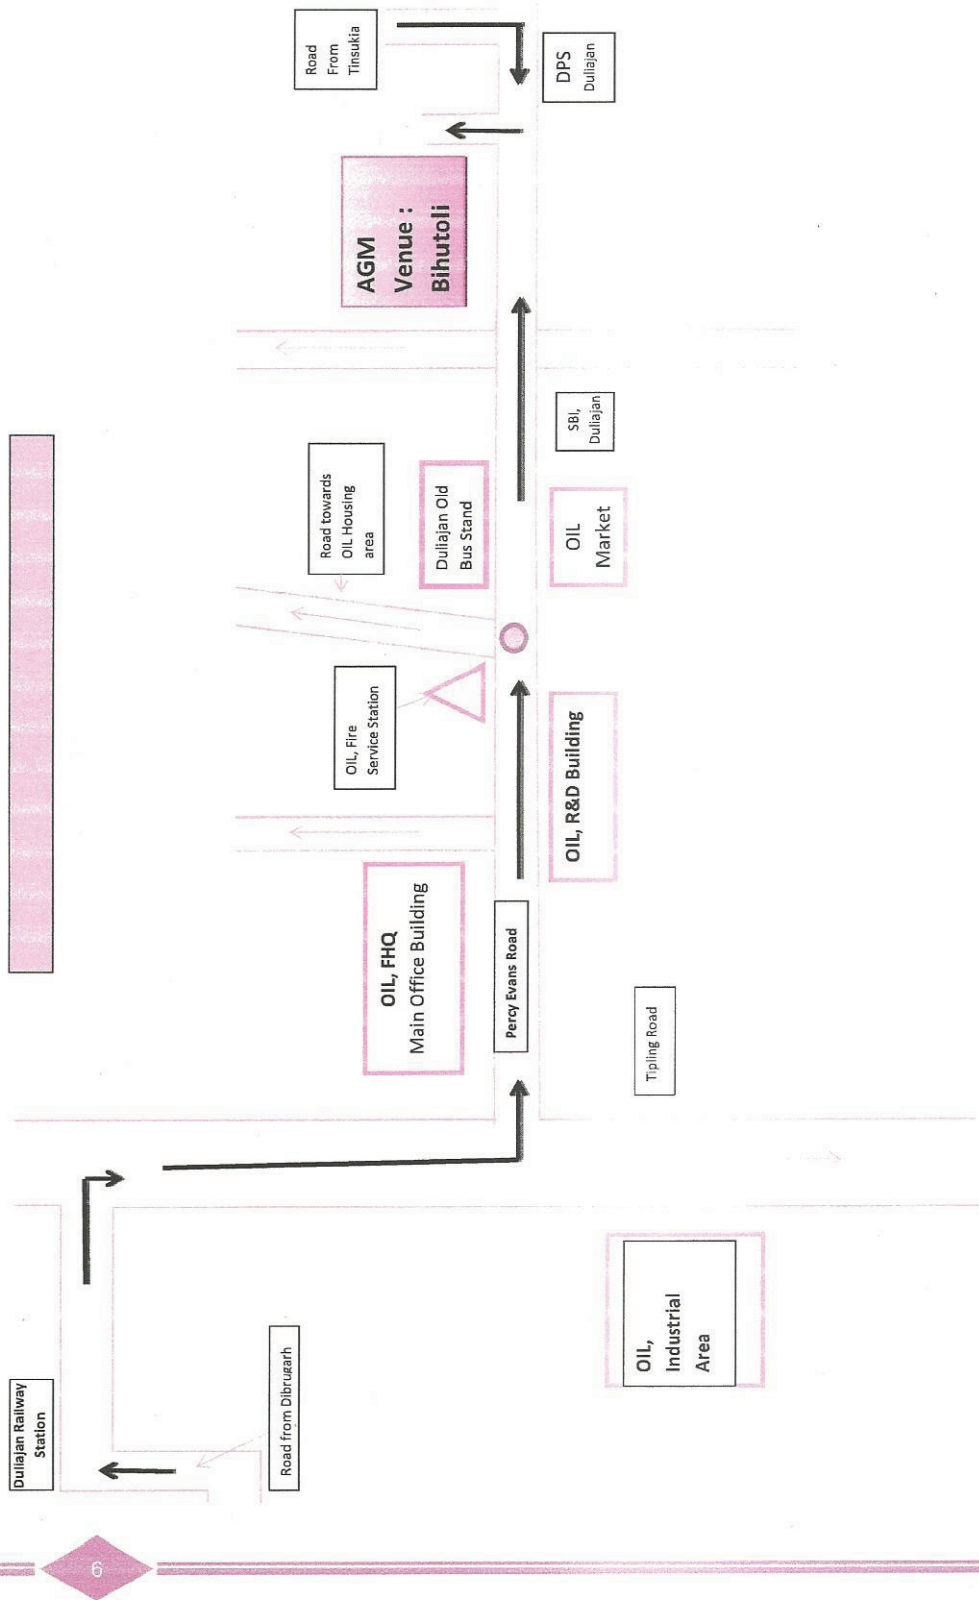 Duliajan Railway
Station
Road from Dibrugarh
OIL,
Industrial
Area
Tipling Road
Percy Evans Road
OIL, FHQ
Main Office Building
OIL, R&D Building
OIL, Fire
Service Station
Road towards
OIL Housing
area
Duliajan Old
Bus Stand
OIL
Market
SBI,
Duliajan
AGM
Venue :
Bihutoli
Road
From
Tinsukia
DPS
Duliajan
6